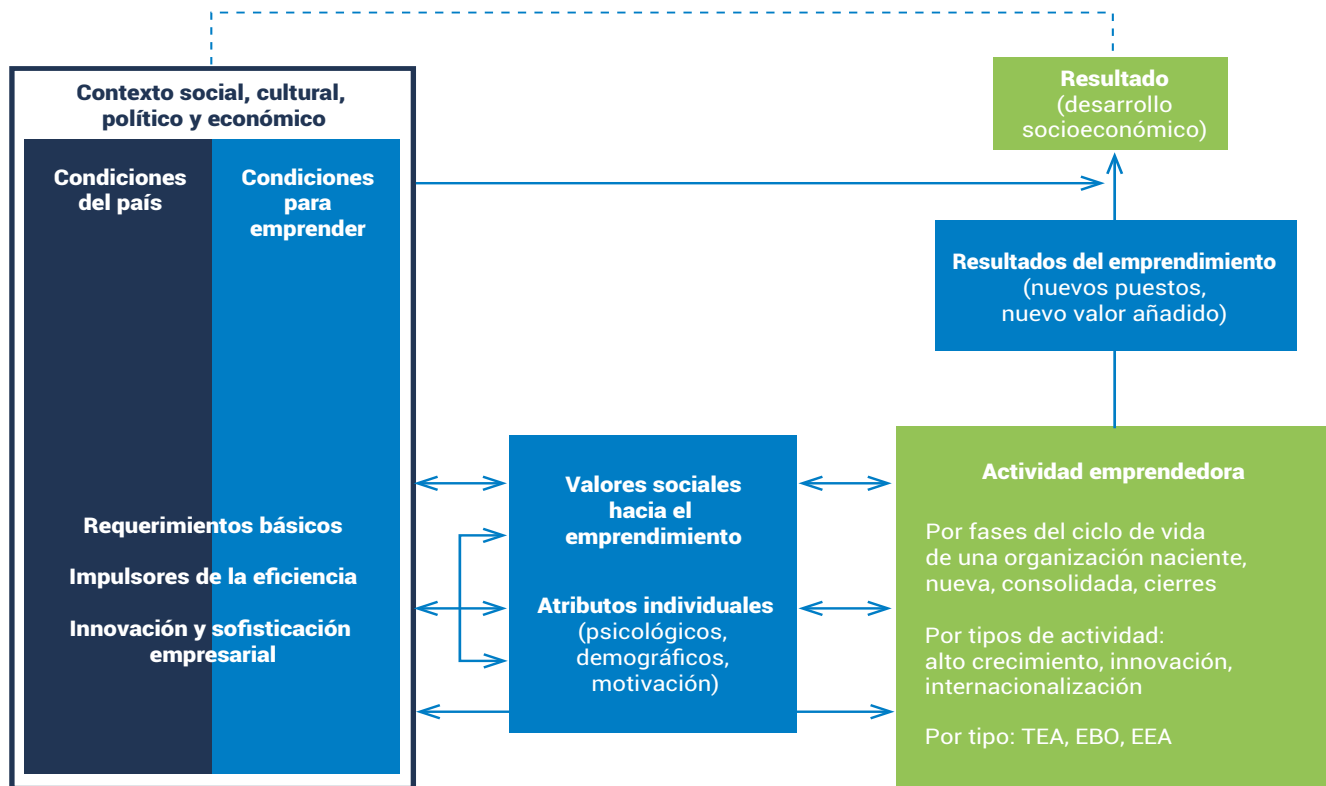 Contexto social, cultural,
político y económico
Condiciones
del país
Condiciones
para
emprender
Requerimientos básicos
Impulsores de la eficiencia
Innovación y sofisticación
empresarial
Valores sociales
hacia el
emprendimiento
Atributos individuales
(psicológicos,
demográficos,
motivación)
Resultado
(desarrollo
socioeconómico)
Resultados del emprendimiento
(nuevos puestos,
nuevo valor añadido)
Actividad emprendedora
Por fases del ciclo de vida
de una organización naciente,
nueva, consolidada, cierres
Por tipos de actividad:
alto crecimiento, innovación,
internacionalización
Por tipo: TEA, EBO, EEA